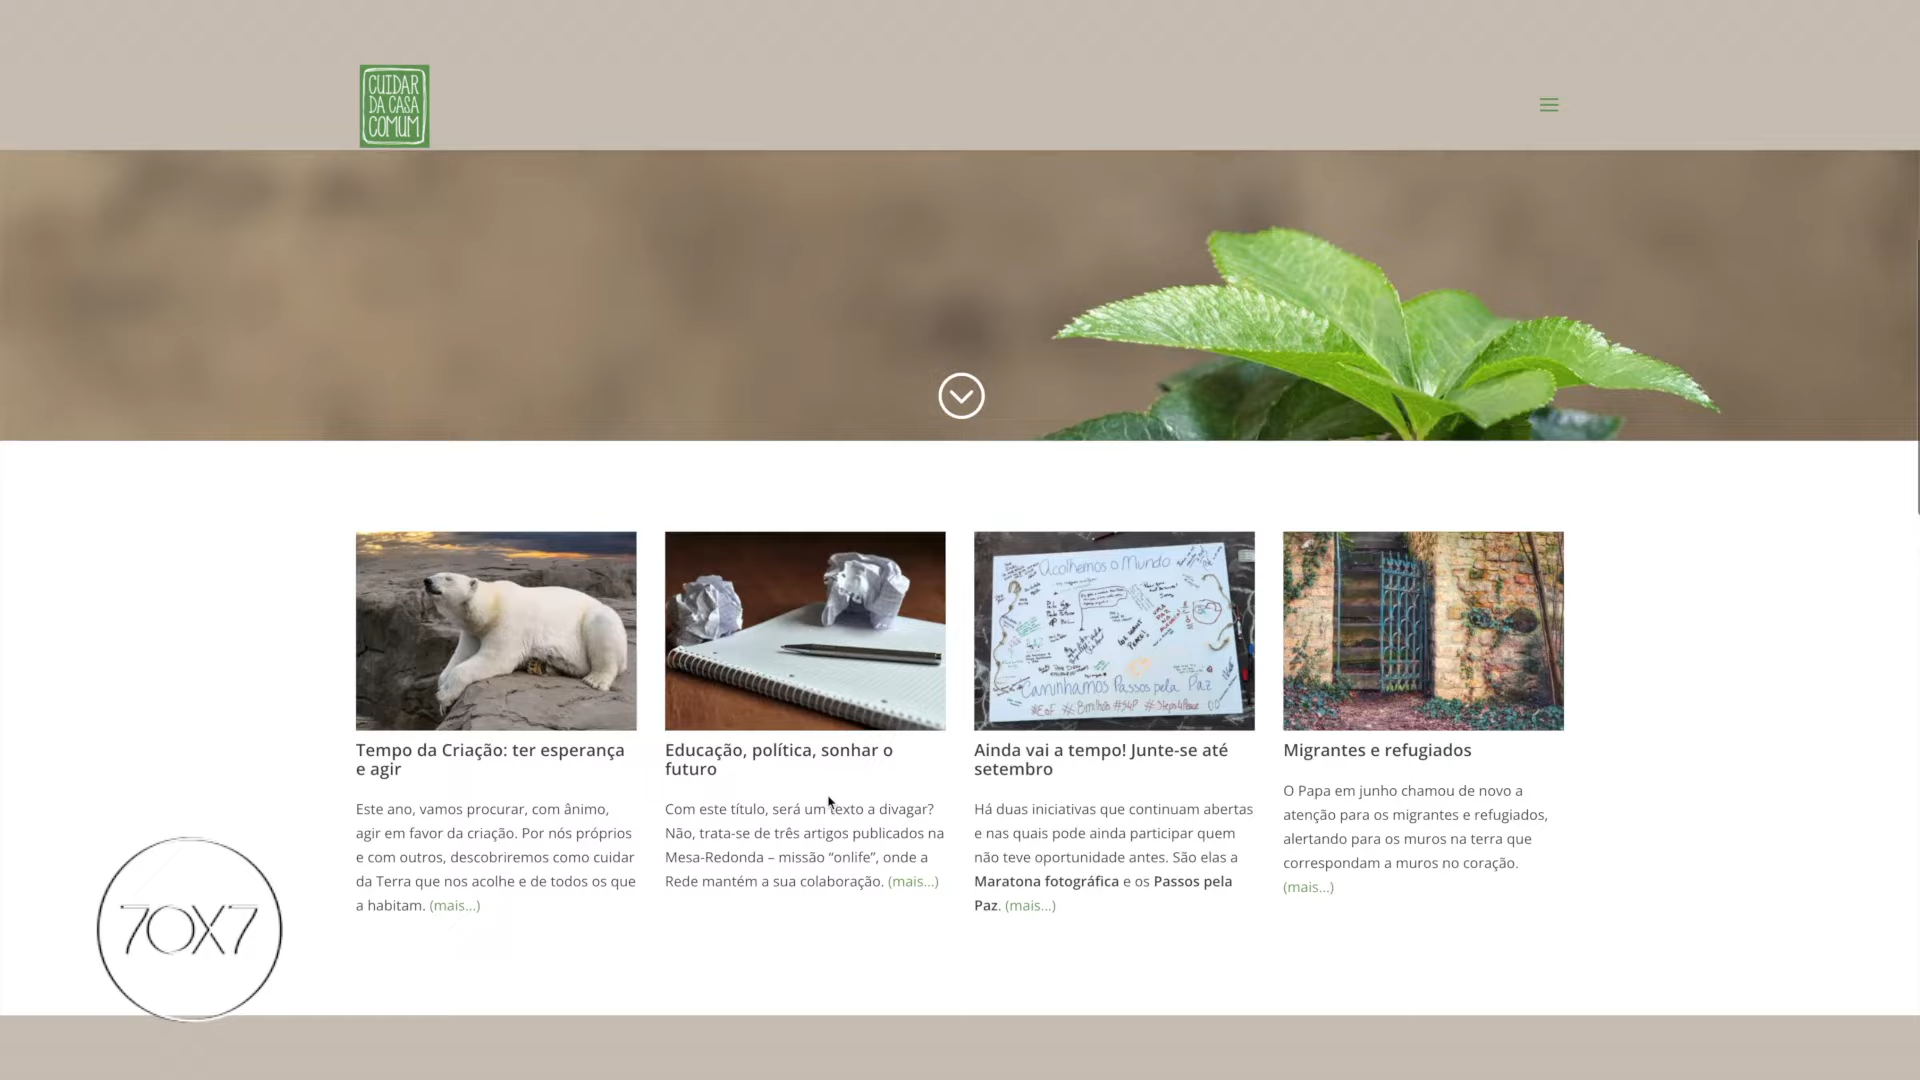 CUIDAR
DA CASA
COMUM
Acolhemos o Mundo
Caminhamos Passos pela Paz
Tempo da Criação: ter esperança
e agir
Este ano, vamos procurar, com ânimo,
agir em favor da criação. Por nós próprios
e com outros, descobriremos como cuidar
da Terra que nos acolhe e de todos os que
a habitam. (mais...)
Educação, política, sonhar o
futuro
Com este título, será um texto a divagar?
Não, trata-se de três artigos publicados na
Mesa-Redonda – missão “onlife”, onde a
Rede mantém a sua colaboração. (mais...)
Ainda vai a tempo! Junte-se até
setembro
Há duas iniciativas que continuam abertas
e nas quais pode ainda participar quem
não teve oportunidade antes. São elas a
Maratona fotográfica e os Passos pela
Paz. (mais...)
Migrantes e refugiados
O Papa em junho chamou de novo a
atenção para os migrantes e refugiados,
alertando para os muros na terra que
correspondam a muros no coração.
(mais...)
70X7